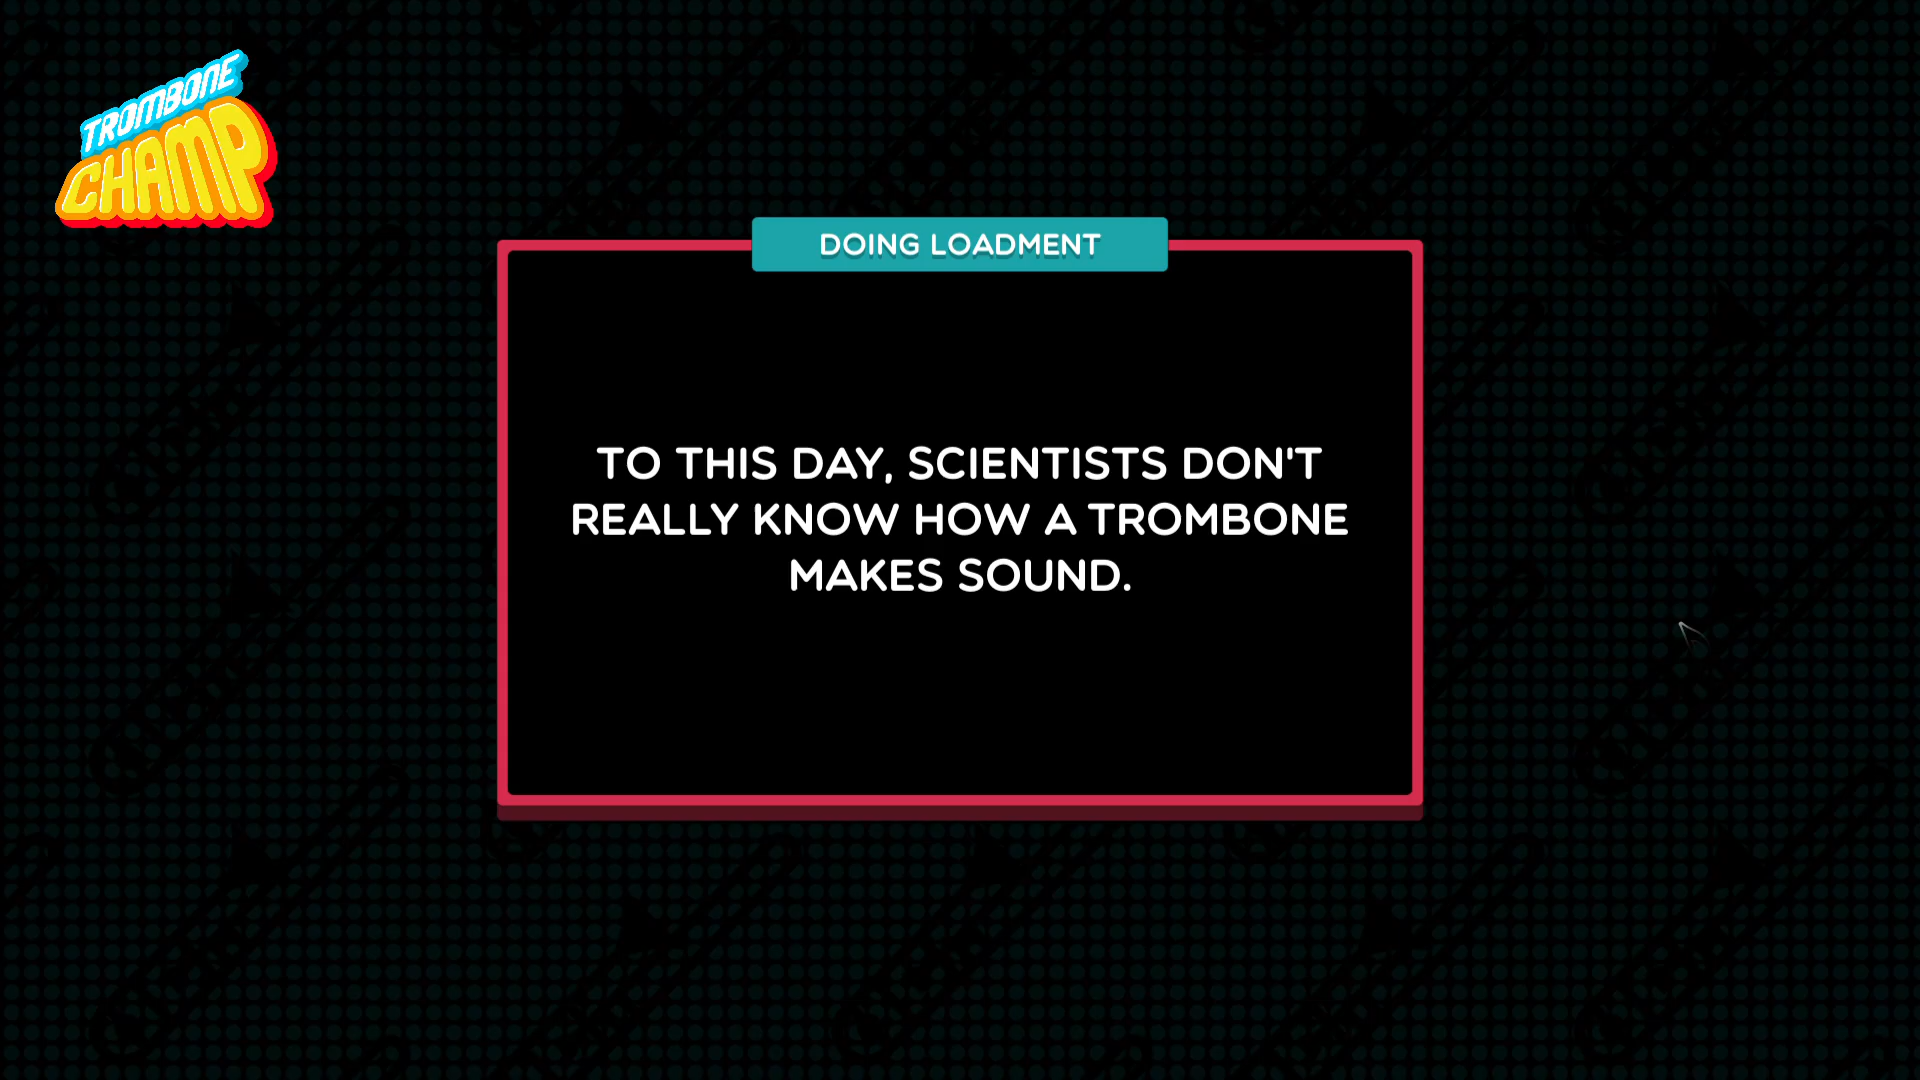 TROMBONE
CHAMP
DOING LOADMENT
TO THIS DAY, SCIENTISTS DON'T
REALLY KNOW HOW A TROMBONE
MAKES SOUND.